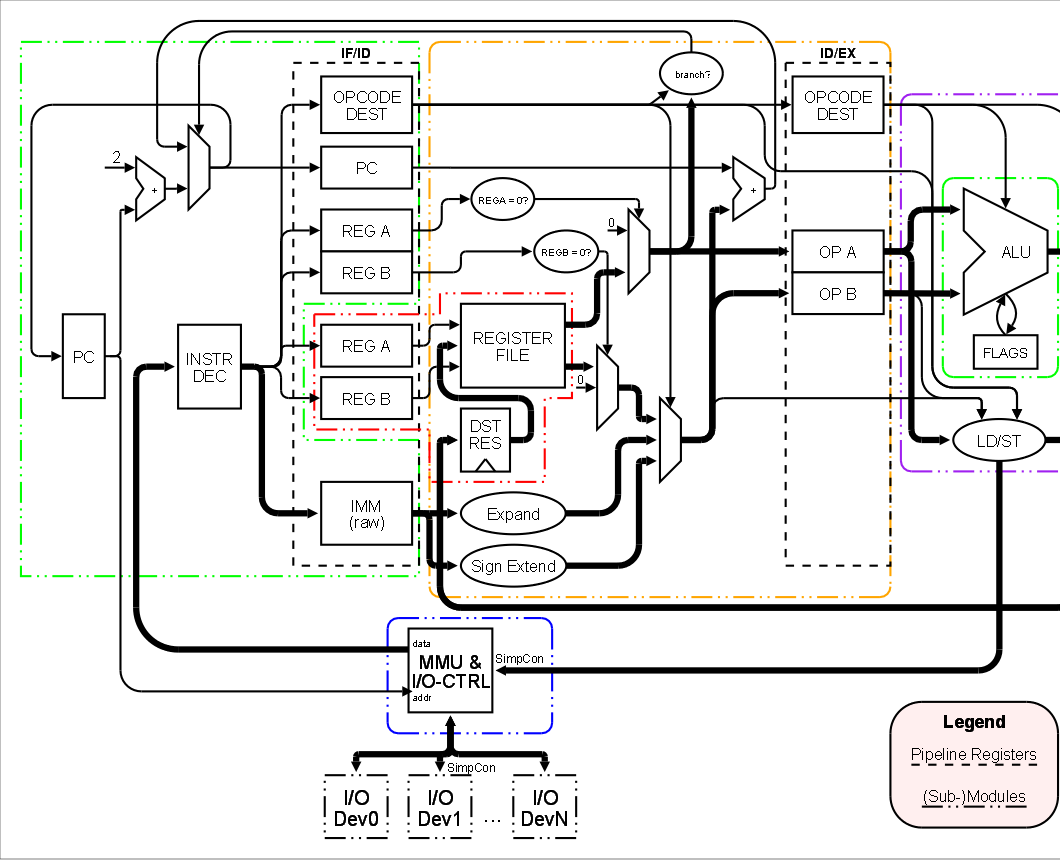 IF/ID
ID/EX
branch?
OPCODE
DEST
OPCODE
DEST
2
+
PC
+
REGA = 0?
0
REG A
REGB = 0?
REG B
OP A
OP B
ALU
PC
INSTR
DEC
REG A
REG B
REGISTER
FILE
0
FLAGS
DST
RES
LD/ST
IMM
(raw)
Expand
Sign Extend
data
MMU &
I/O-CTRL
addr
SimpCon
SimpCon
I/O
Dev0
I/O
Dev1
...
I/O
DevN
Legend
Pipeline Registers
(Sub-)Modules